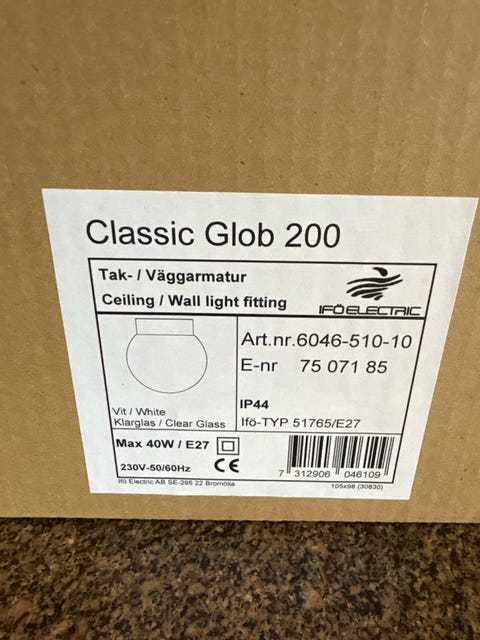 Classic Glob 200
Tak- / Väggarmatur
Ceiling / Wall light fitting
IFÖ ELECTRIC
Art.nr.6046-510-10
E-nr 75 071 85
IP44
Ifö-TYP 51765/E27
Vit / White
Klarglas / Clear Glass
Max 40W / E27
230V-50/60Hz
CE
7 312906 046109
Ifö Electric AB SE-295 22 Bromölla
105x98 (30830)